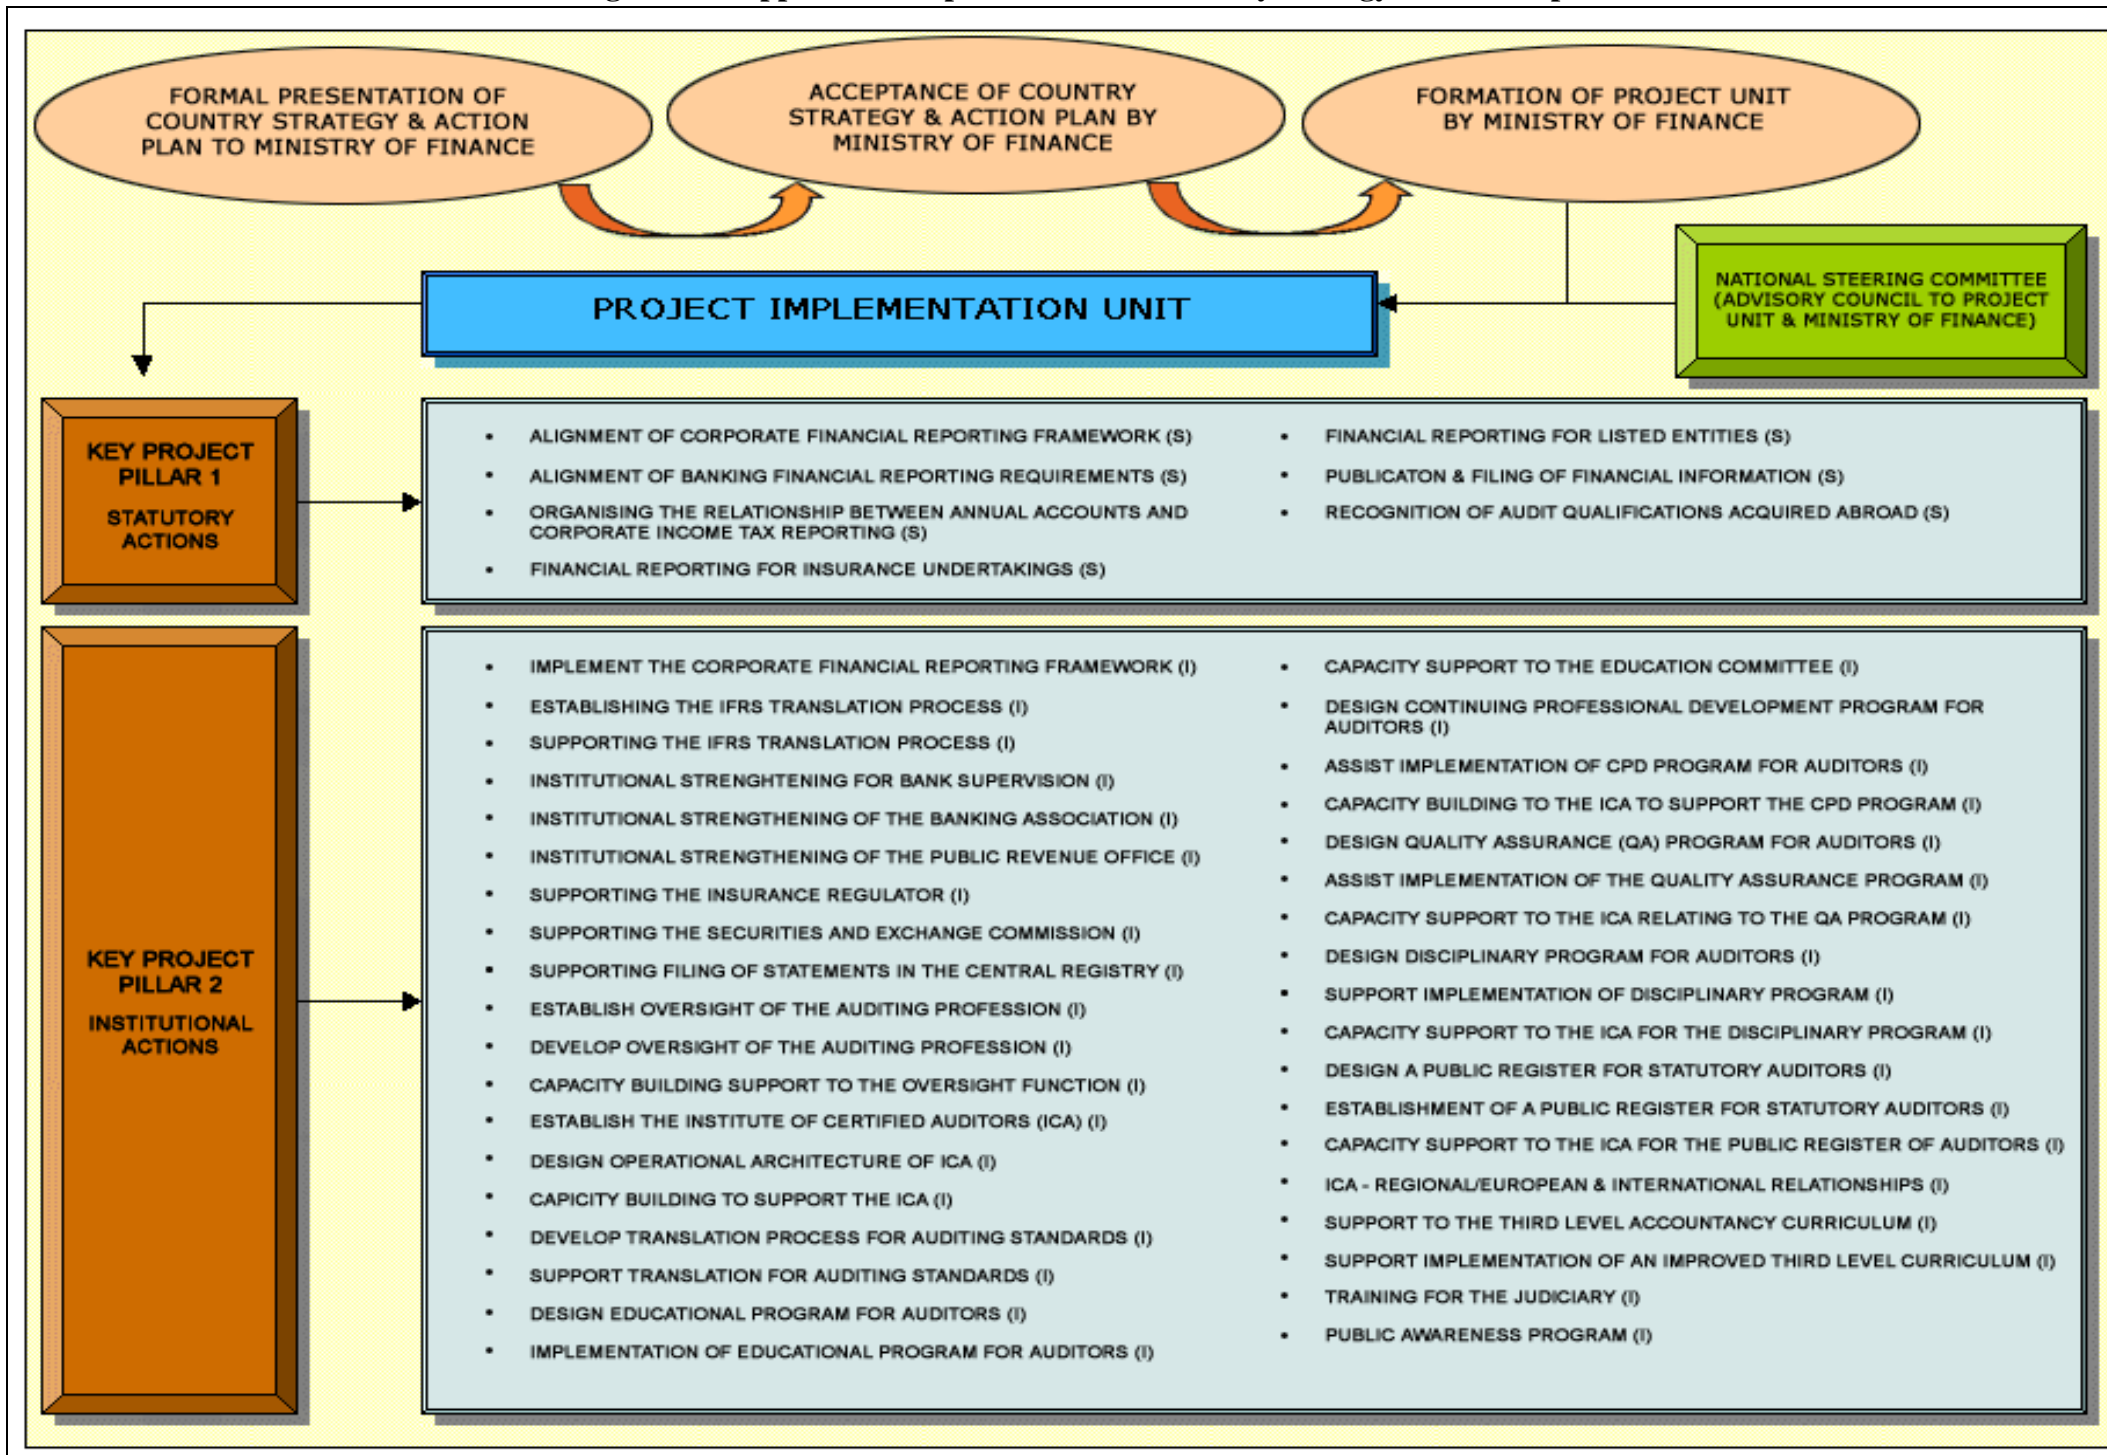 FORMAL PRESENTATION OF
COUNTRY STRATEGY & ACTION
PLAN TO MINISTRY OF FINANCE
ACCEPTANCE OF COUNTRY
STRATEGY & ACTION PLAN BY
MINISTRY OF FINANCE
FORMATION OF PROJECT UNIT
BY MINISTRY OF FINANCE
PROJECT IMPLEMENTATION UNIT
NATIONAL STEERING COMMITTEE
(ADVISORY COUNCIL TO PROJECT
UNIT & MINISTRY OF FINANCE)
KEY PROJECT
PILLAR 1
STATUTORY
ACTIONS
• ALIGNMENT OF CORPORATE FINANCIAL REPORTING FRAMEWORK (S)
• ALIGNMENT OF BANKING FINANCIAL REPORTING REQUIREMENTS (S)
• ORGANISING THE RELATIONSHIP BETWEEN ANNUAL ACCOUNTS AND
CORPORATE INCOME TAX REPORTING (S)
• FINANCIAL REPORTING FOR INSURANCE UNDERTAKINGS (S)
• FINANCIAL REPORTING FOR LISTED ENTITIES (S)
• PUBLICATON & FILING OF FINANCIAL INFORMATION (S)
• RECOGNITION OF AUDIT QUALIFICATIONS ACQUIRED ABROAD (S)
KEY PROJECT
PILLAR 2
INSTITUTIONAL
ACTIONS
• IMPLEMENT THE CORPORATE FINANCIAL REPORTING FRAMEWORK (I)
• ESTABLISHING THE IFRS TRANSLATION PROCESS (I)
• SUPPORTING THE IFRS TRANSLATION PROCESS (I)
• INSTITUTIONAL STRENGHTENING FOR BANK SUPERVISION (I)
• INSTITUTIONAL STRENGTHENING OF THE BANKING ASSOCIATION (I)
• INSTITUTIONAL STRENGTHENING OF THE PUBLIC REVENUE OFFICE (I)
• SUPPORTING THE INSURANCE REGULATOR (I)
• SUPPORTING THE SECURITIES AND EXCHANGE COMMISSION (I)
• SUPPORTING FILING OF STATEMENTS IN THE CENTRAL REGISTRY (I)
• ESTABLISH OVERSIGHT OF THE AUDITING PROFESSION (I)
• DEVELOP OVERSIGHT OF THE AUDITING PROFESSION (I)
• CAPACITY BUILDING SUPPORT TO THE OVERSIGHT FUNCTION (I)
• ESTABLISH THE INSTITUTE OF CERTIFIED AUDITORS (ICA) (I)
• DESIGN OPERATIONAL ARCHITECTURE OF ICA (I)
• CAPICITY BUILDING TO SUPPORT THE ICA (I)
• DEVELOP TRANSLATION PROCESS FOR AUDITING STANDARDS (I)
• SUPPORT TRANSLATION FOR AUDITING STANDARDS (I)
• DESIGN EDUCATIONAL PROGRAM FOR AUDITORS (I)
• IMPLEMENTATION OF EDUCATIONAL PROGRAM FOR AUDITORS (I)
• CAPACITY SUPPORT TO THE EDUCATION COMMITTEE (I)
• DESIGN CONTINUING PROFESSIONAL DEVELOPMENT PROGRAM FOR
AUDITORS (I)
• ASSIST IMPLEMENTATION OF CPD PROGRAM FOR AUDITORS (I)
• CAPACITY BUILDING TO THE ICA TO SUPPORT THE CPD PROGRAM (I)
• DESIGN QUALITY ASSURANCE (QA) PROGRAM FOR AUDITORS (I)
• ASSIST IMPLEMENTATION OF THE QUALITY ASSURANCE PROGRAM (I)
• CAPACITY SUPPORT TO THE ICA RELATING TO THE QA PROGRAM (I)
• DESIGN DISCIPLINARY PROGRAM FOR AUDITORS (I)
• SUPPORT IMPLEMENTATION OF DISCIPLINARY PROGRAM (I)
• CAPACITY SUPPORT TO THE ICA FOR THE DISCIPLINARY PROGRAM (I)
• DESIGN A PUBLIC REGISTER FOR STATUTORY AUDITORS (I)
• ESTABLISHMENT OF A PUBLIC REGISTER FOR STATUTORY AUDITORS (I)
• CAPACITY SUPPORT TO THE ICA FOR THE PUBLIC REGISTER OF AUDITORS (I)
• ICA - REGIONAL/EUROPEAN & INTERNATIONAL RELATIONSHIPS (I)
• SUPPORT TO THE THIRD LEVEL ACCOUNTANCY CURRICULUM (I)
• SUPPORT IMPLEMENTATION OF AN IMPROVED THIRD LEVEL CURRICULUM (I)
• TRAINING FOR THE JUDICIARY (I)
• PUBLIC AWARENESS PROGRAM (I)